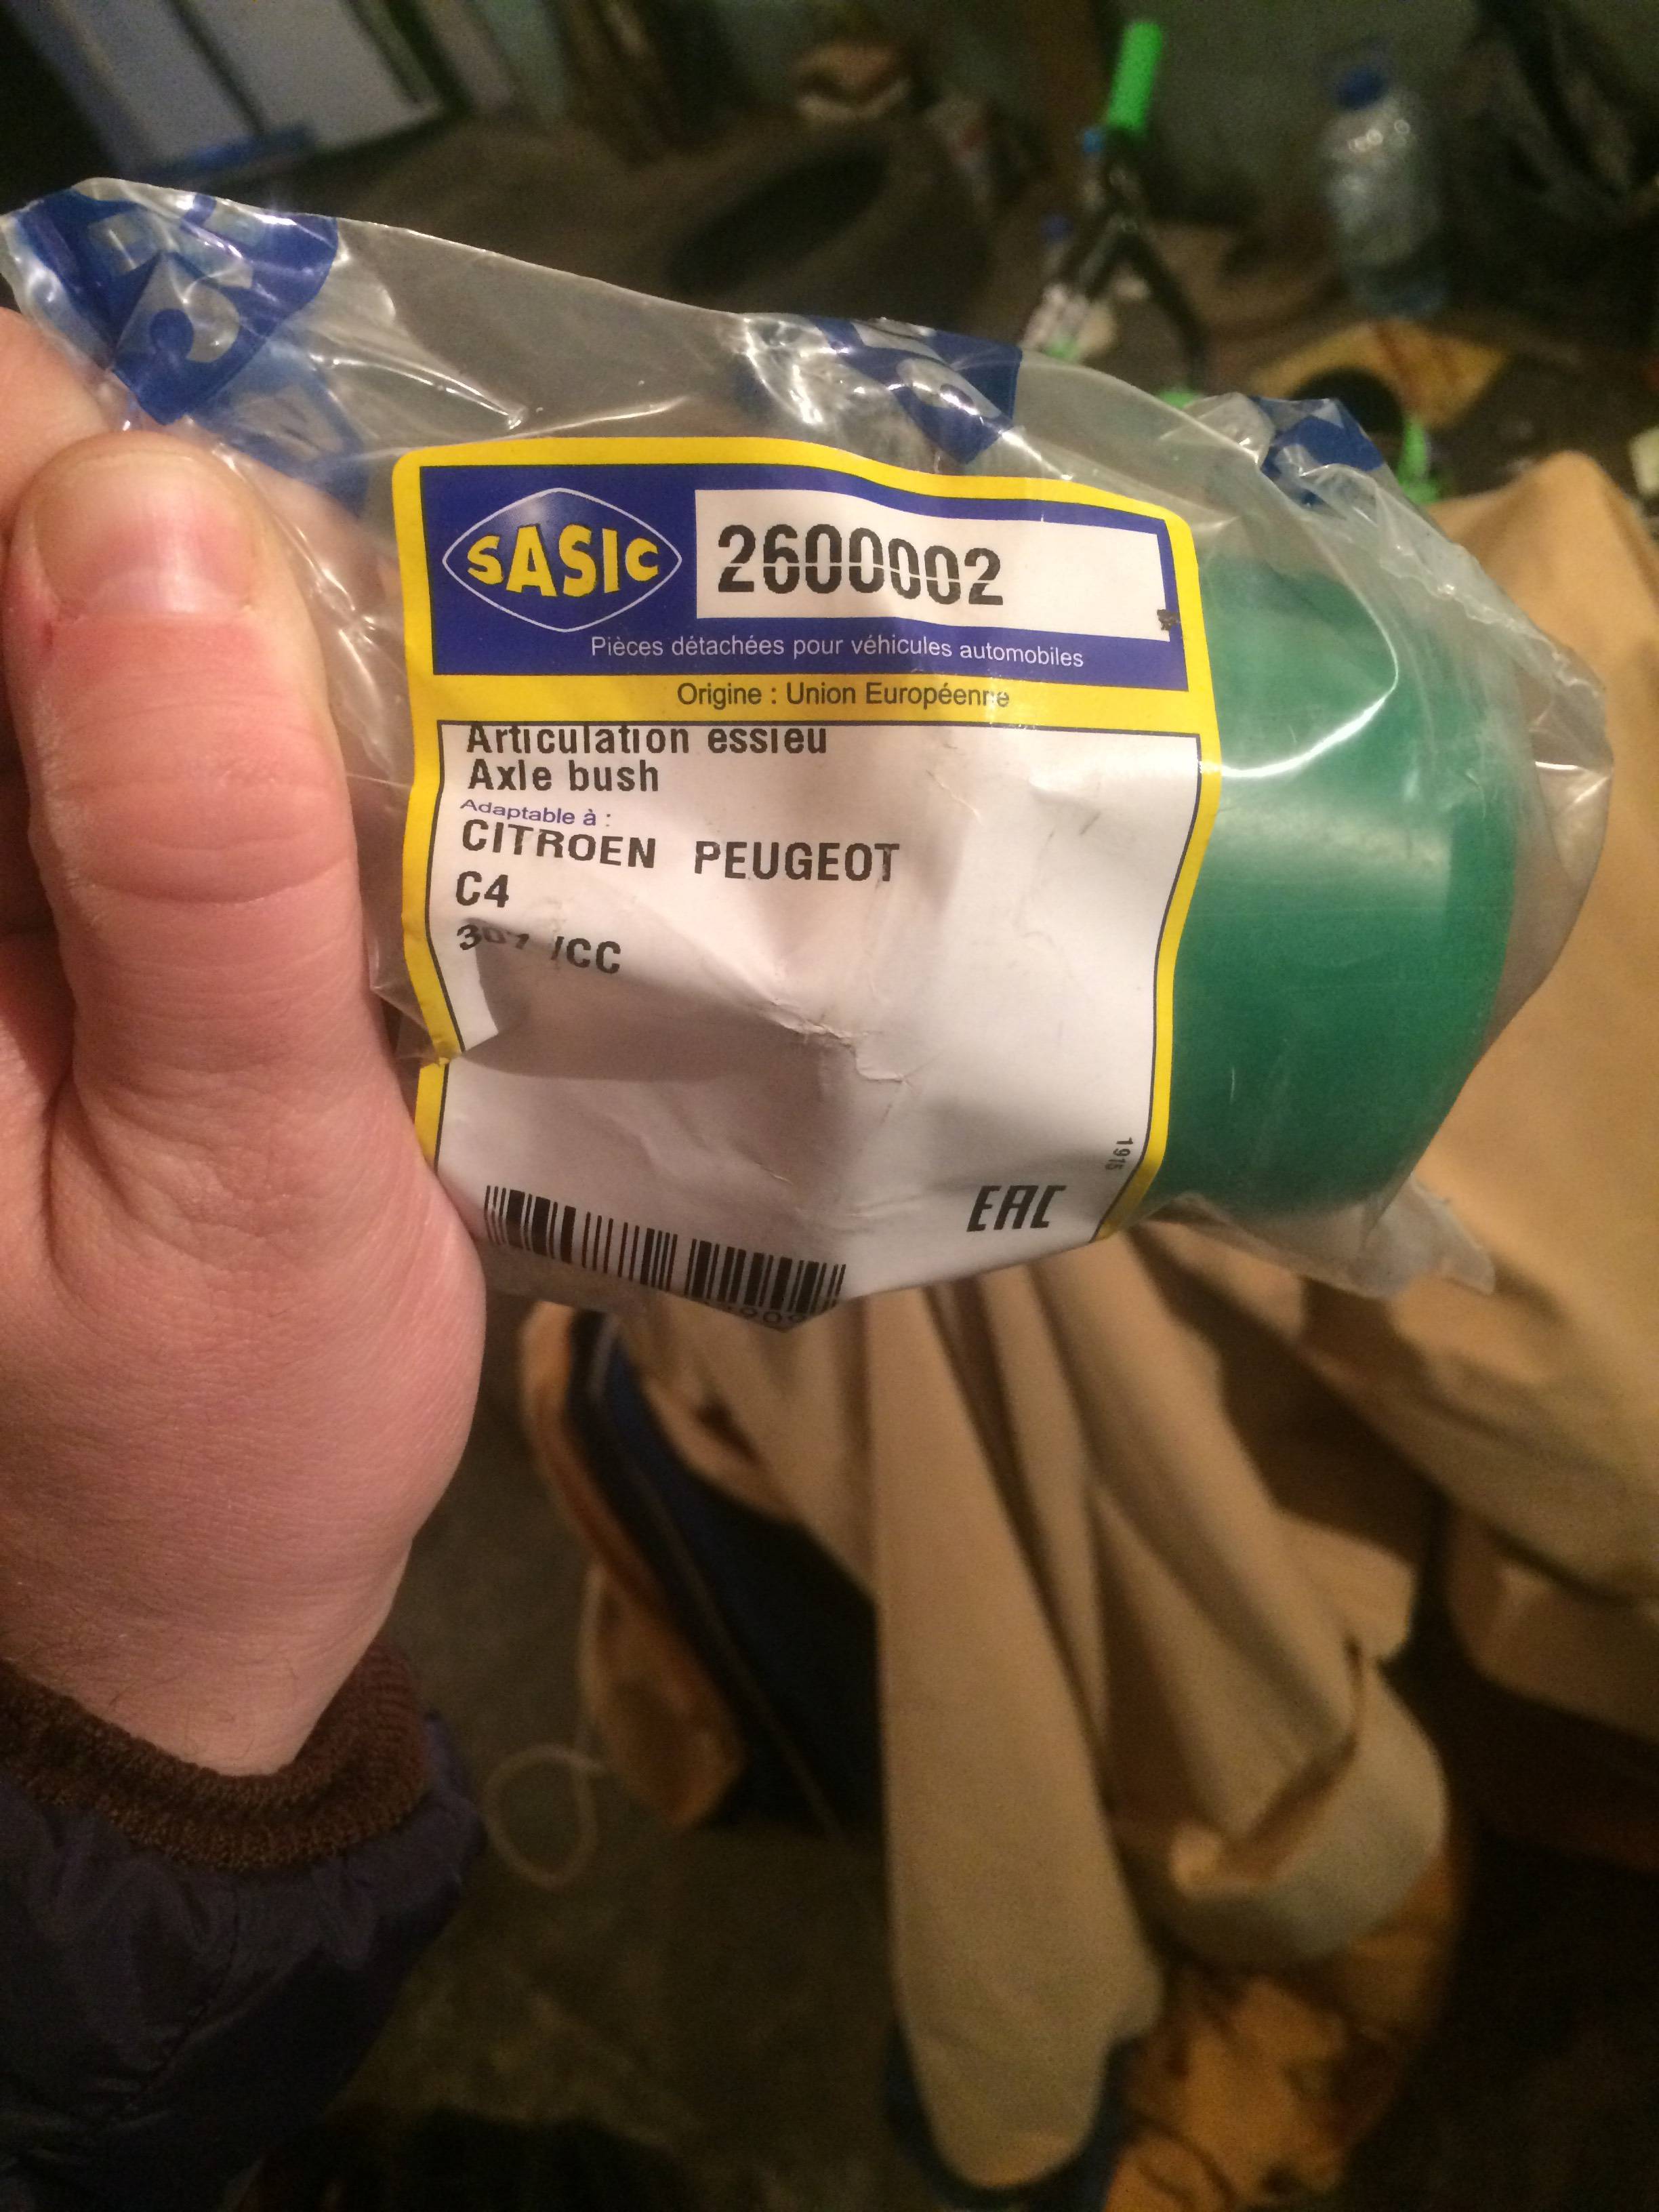 SASIC
2600002
Pièces détachées pour véhicules automobiles
Origine : Union Européenne
Articulation essieu
Axle bush
Adaptable à :
CITROEN PEUGEOT
C4
307 /CC
EAC